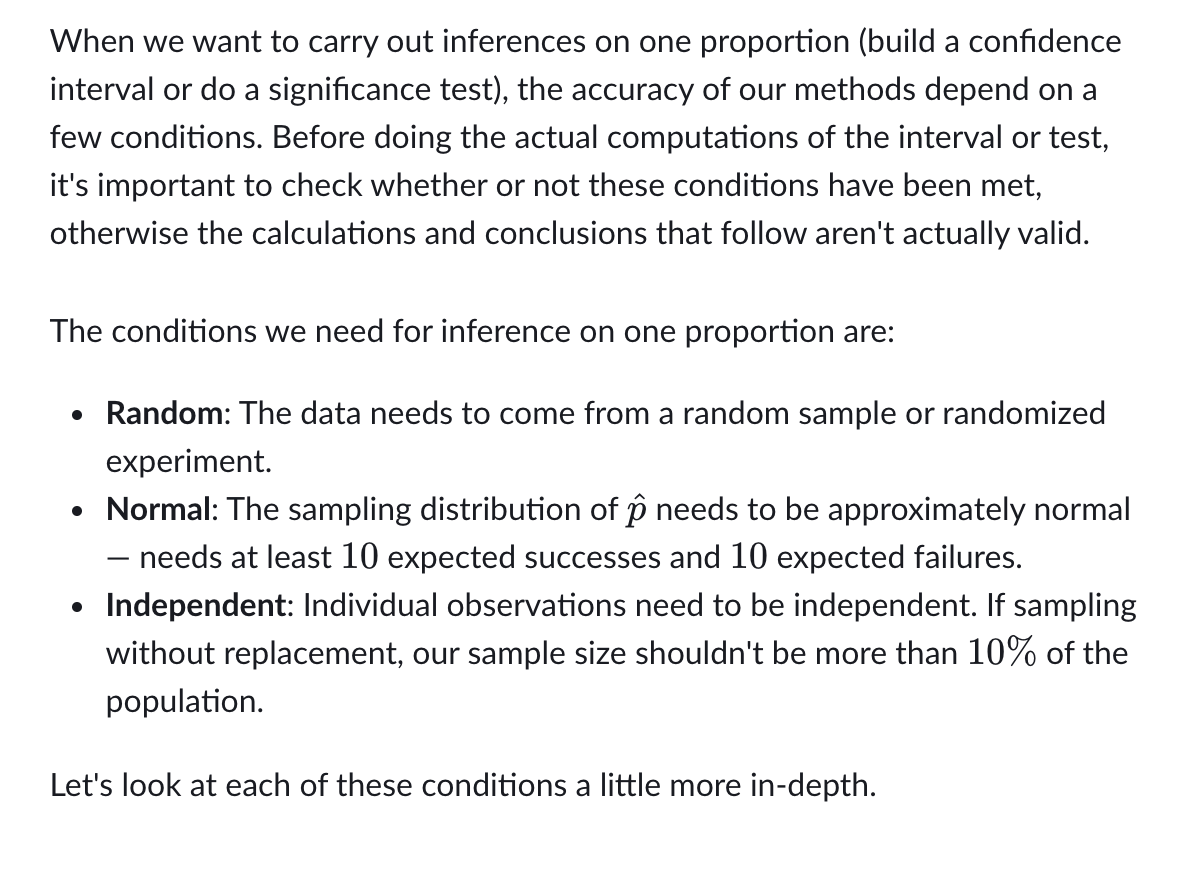 When we want to carry out inferences on one proportion (build a confidence
interval or do a significance test), the accuracy of our methods depend on a
few conditions. Before doing the actual computations of the interval or test,
it's important to check whether or not these conditions have been met,
otherwise the calculations and conclusions that follow aren't actually valid.
The conditions we need for inference on one proportion are:
• Random: The data needs to come from a random sample or randomized
experiment.
• Normal: The sampling distribution of p̂ needs to be approximately normal
— needs at least 10 expected successes and 10 expected failures.
• Independent: Individual observations need to be independent. If sampling
without replacement, our sample size shouldn't be more than 10% of the
population.
Let's look at each of these conditions a little more in-depth.